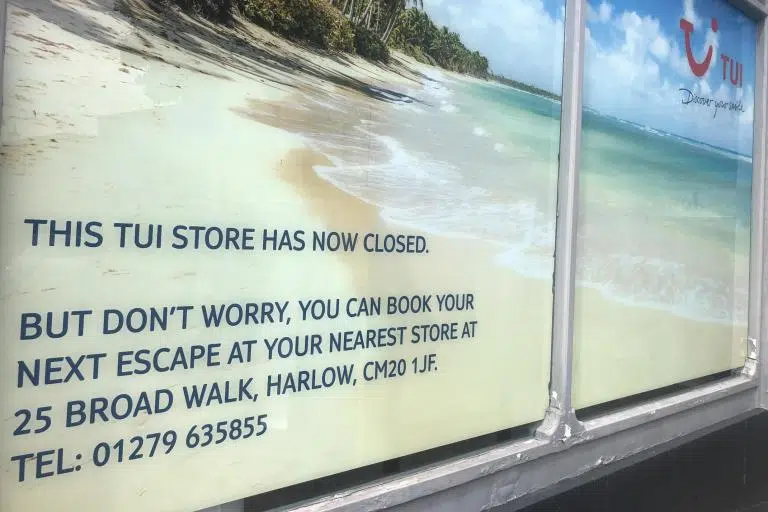 TUI
Discover your smile
THIS TUI STORE HAS NOW CLOSED.
BUT DON'T WORRY, YOU CAN BOOK YOUR
NEXT ESCAPE AT YOUR NEAREST STORE AT
25 BROAD WALK, HARLOW, CM20 1JF.
TEL: 01279 635855